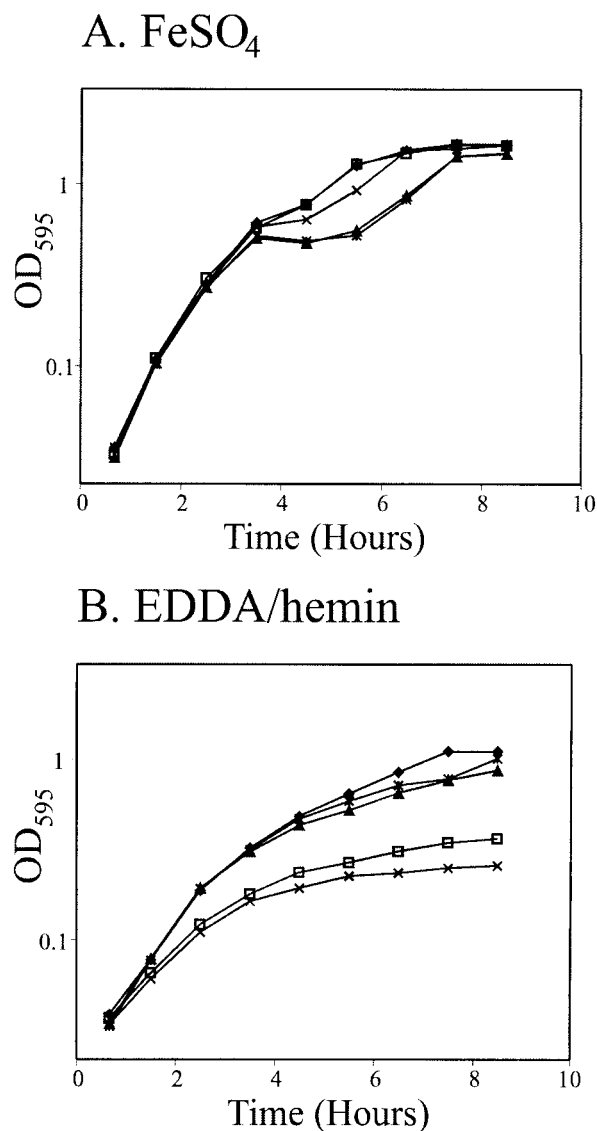 A. FeSO₄
1
0.1
OD₅₉₅
0 2 4 6 8 10
Time (Hours)
B. EDDA/hemin
1
0.1
OD₅₉₅
0 2 4 6 8 10
Time (Hours)